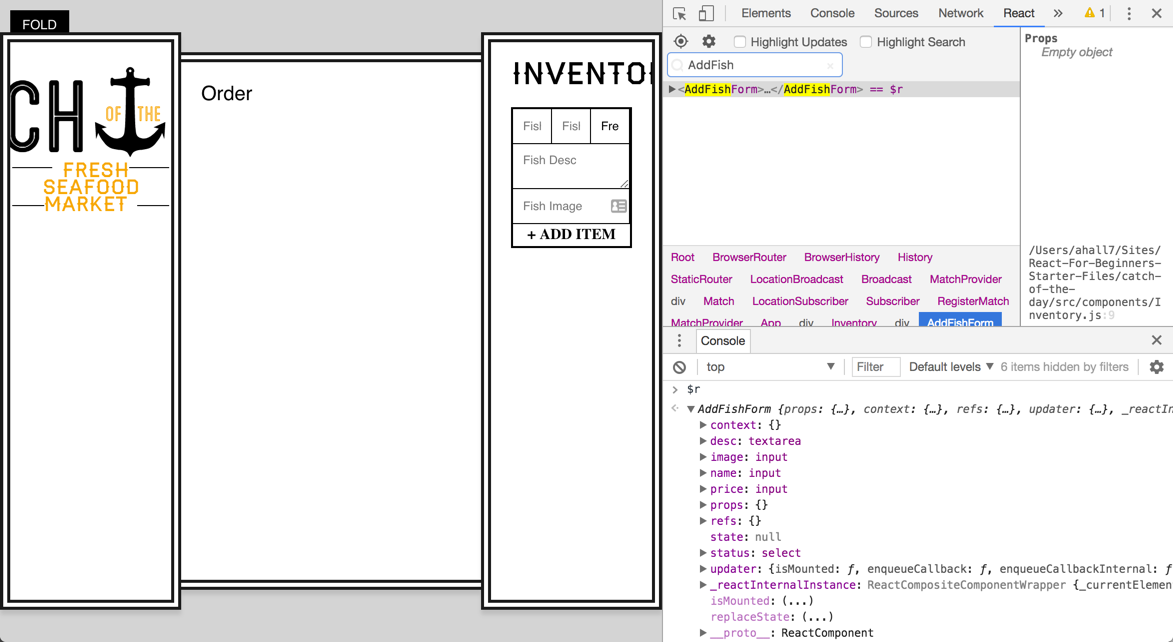 FOLD
CH
OF THE
FRESH
SEAFOOD
MARKET
Order
INVENTO
Fisl Fisl Fre
Fish Desc
Fish Image
+ ADD ITEM
Elements Console Sources Network React » 1
Highlight Updates Highlight Search
AddFish
<AddFishForm>…</AddFishForm> == $r
Root BrowserRouter BrowserHistory History
StaticRouter LocationBroadcast Broadcast MatchProvider
div Match LocationSubscriber Subscriber RegisterMatch
MatchProvider App div Inventory div AddFishForm
Props
Empty object
/Users/ahall7/Sites/
React-For-Beginners-
Starter-Files/catch-
of-the-
day/src/components/I
nventory.js:9
Console
top Filter Default levels 6 items hidden by filters
$r
AddFishForm {props: {…}, context: {…}, refs: {…}, updater: {…}, _reactIn
context: {}
desc: textarea
image: input
name: input
price: input
props: {}
refs: {}
state: null
status: select
updater: {isMounted: ƒ, enqueueCallback: ƒ, enqueueCallbackInternal: ƒ
_reactInternalInstance: ReactCompositeComponentWrapper {_currentElemen
isMounted: (...)
replaceState: (...)
__proto__: ReactComponent